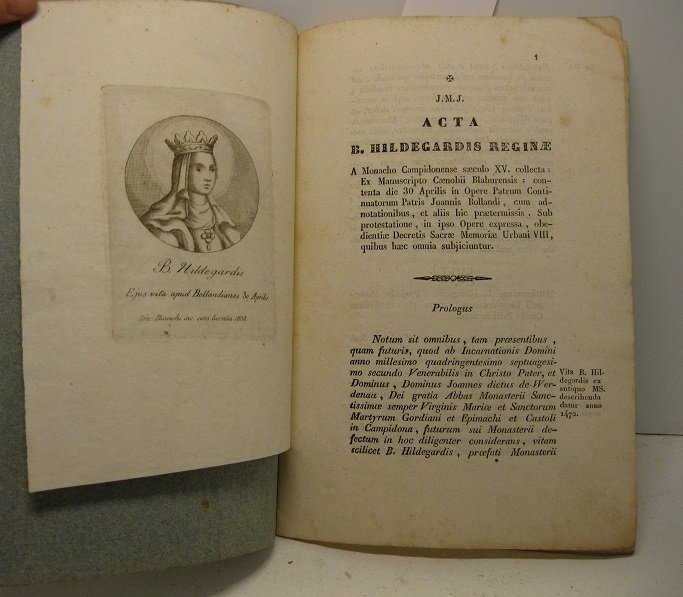 B. Hildegardis
Ejus vita apud Bollandianos 30 Aprilis
Ign. Bianchi inc. cum licentia
1
✠
J. M. J.
ACTA
B. HILDEGARDIS REGINÆ
A Monacho Campidonense sæculo XV. collecta:
Ex Manuscripto Cœnobii Blaburensis: con-
tenta die 30 Aprilis in Opere Patrum Conti-
nuatorum Patris Joannis Bollandi, cum ad-
notationibus, et aliis hic prætermissis. Sub
protestatione, in ipso Opere expressa, obe-
dientiæ Decretis Sacræ Memoriæ Urbani VIII,
quibus hæc omnia subjiciuntur.
Prologus
Notum sit omnibus, tam præsentibus,
quam futuris, quod ab Incarnationis Domini
anno millesimo quadringentesimo septuagesi-
mo secundo Venerabilis in Christo Pater, et
Dominus, Dominus Joannes dictus de Wer-
denau, Dei gratia Abbas Monasterii Sanc-
tissimæ semper Virginis Mariæ et Sanctorum
Martyrum Gordiani et Epimachi et Castoli
in Campidona, futurum sui Monasterii de-
fectum in hoc diligenter considerans, vitam
scilicet B. Hildegardis, præfati Monasterii
Vita B. Hil-
degardis ex
antiquo MS.
describenda
datur anno
1472.